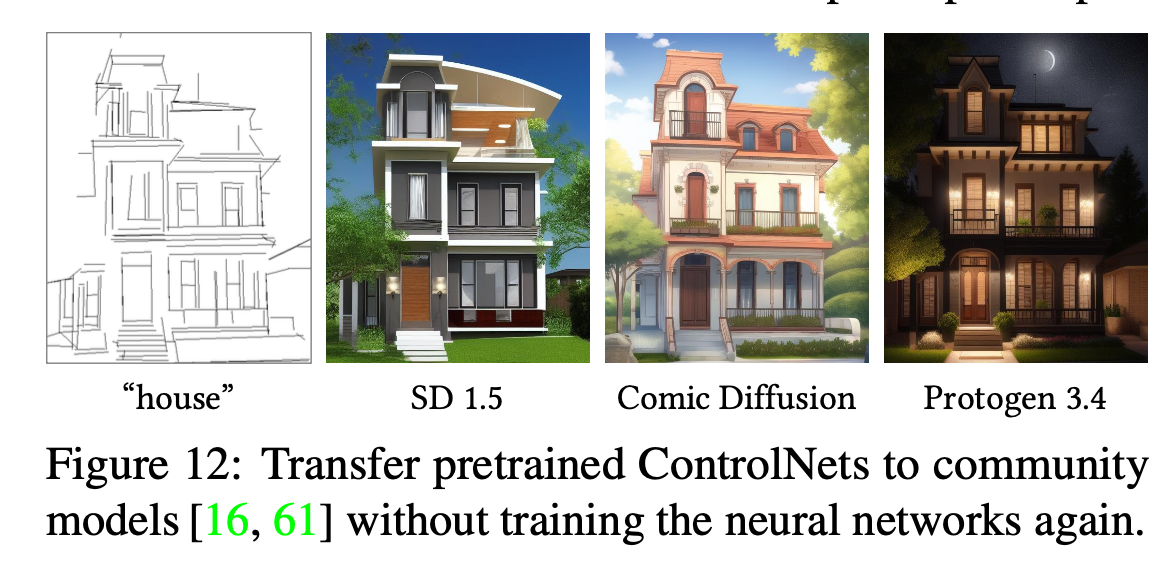 “house”
SD 1.5
Comic Diffusion
Protogen 3.4
Figure 12: Transfer pretrained ControlNets to community
models [16, 61] without training the neural networks again.